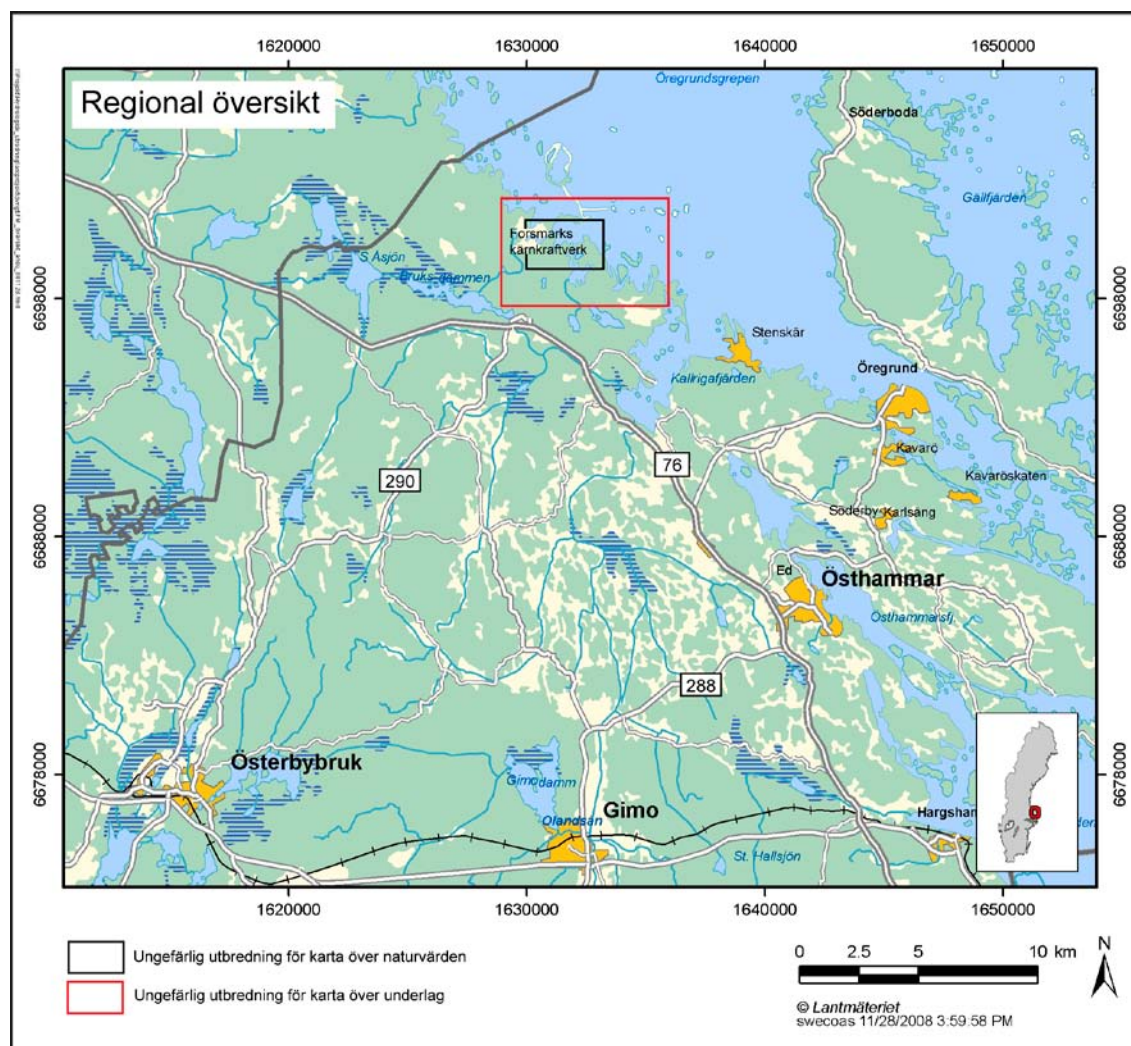 1620000
1630000
1640000
1650000
Regional översikt
Öregrundsgrepen
Söderboda
Gällfjärden
Forsmarks
kärnkraftverk
S Åsjön
Bruksdammen
6698000
6698000
Stenskär
Kallrigafjärden
Öregrund
Kavarö
76
290
Kavaröskaten
Söderby-Karlsäng
6688000
6688000
Ed
Östhammar
Östhammarsfj.
288
6678000
6678000
Österbybruk
Gimo damm
Gimo
Olandsån
Hargshamn
St. Hallsjön
1620000
1630000
1640000
1650000
Ungefärlig utbredning för karta över naturvärden
Ungefärlig utbredning för karta över underlag
0 2.5 5 10 km
N
© Lantmäteriet
swecoas 11/28/2008 3:59:58 PM